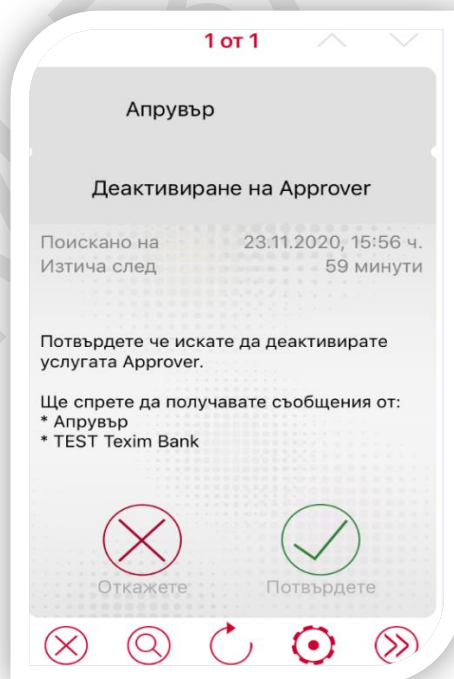 1 от 1
Апрувър
Деактивиране на Approver
Поискано на 23.11.2020, 15:56 ч.
Изтича след 59 минути
Потвърдете че искате да деактивирате
услугата Approver.
Ще спрете да получавате съобщения от:
* Апрувър
* TEST Texim Bank
Откажете Потвърдете